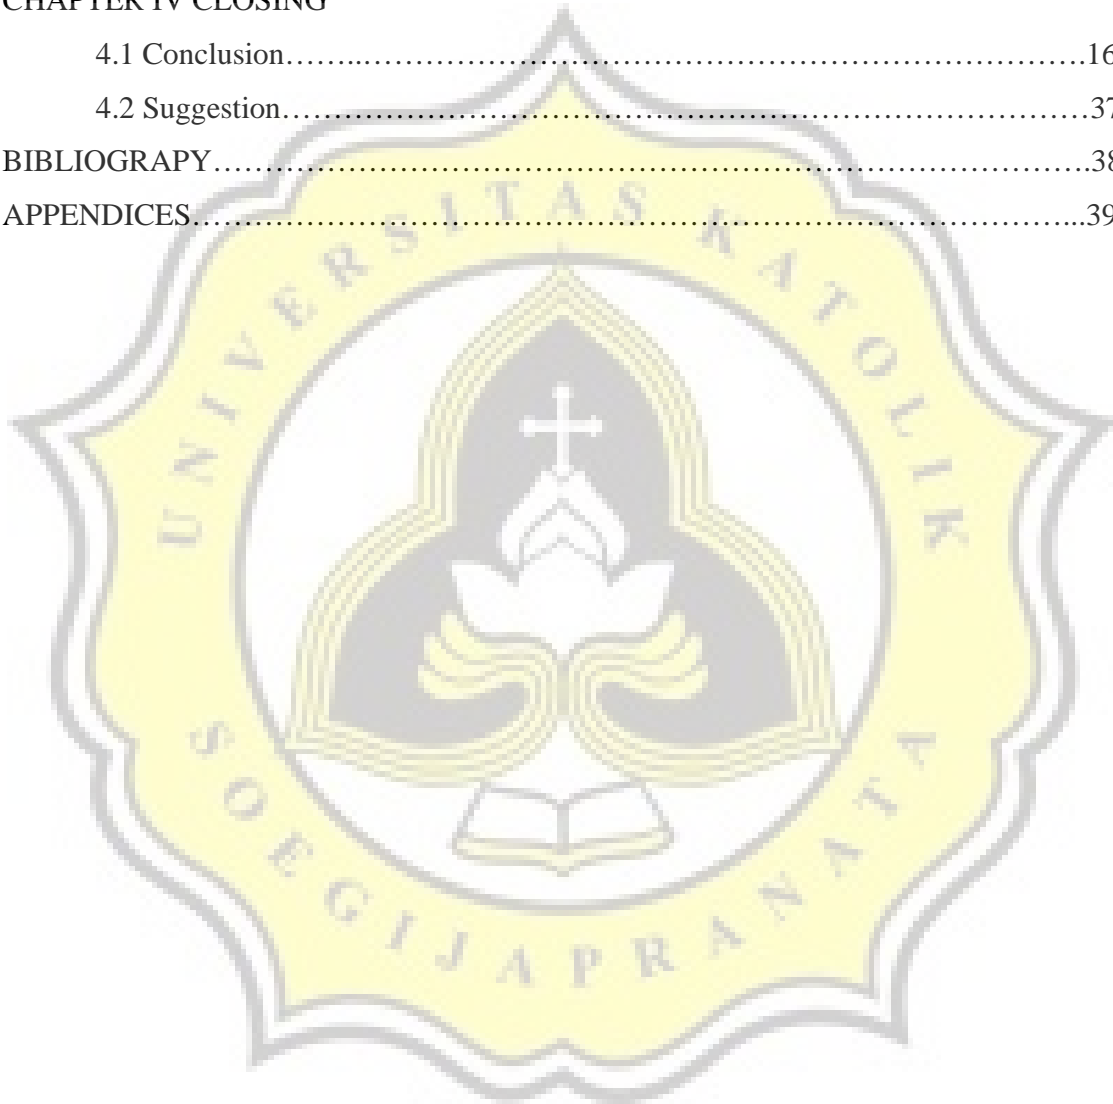 CHAPTER IV CLOSING
4.1 Conclusion……...……………………………………………………………….16
4.2 Suggestion…………………………………………………………………….37
BIBLIOGRAPY…………………………………………………………………….38
APPENDICES……………………………………………………………………...39
UNIVERSITAS KATOLIK
SOEGIJAPRANATA